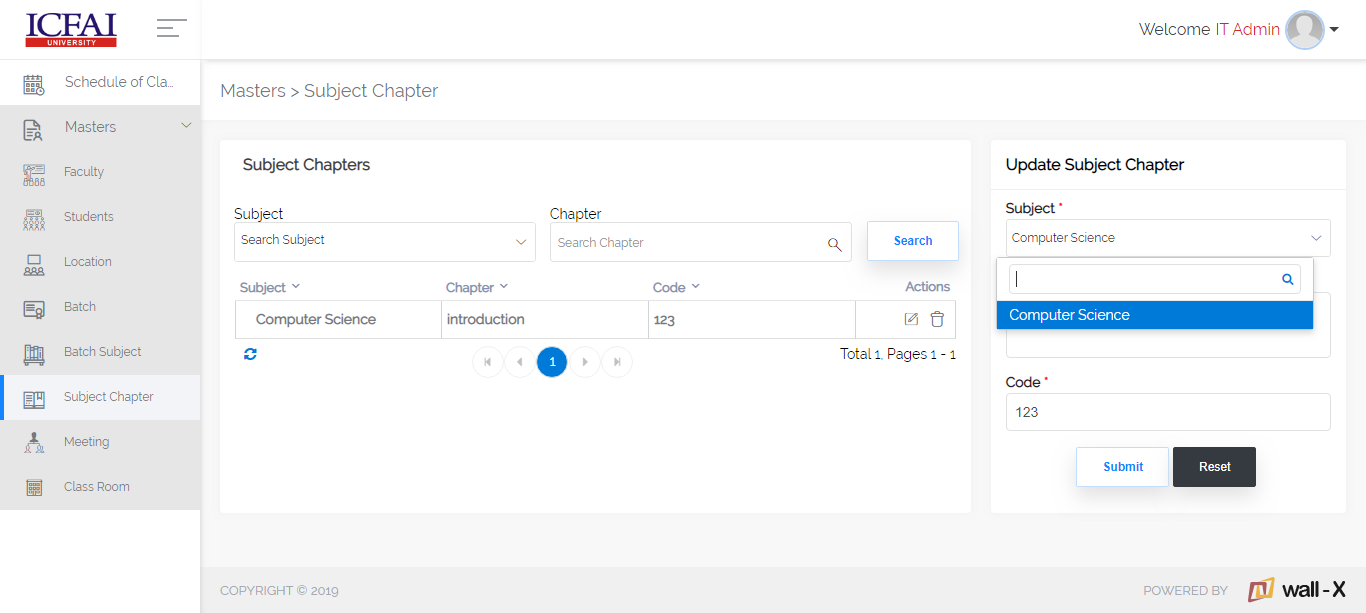 ICFAI
UNIVERSITY
Welcome IT Admin
Schedule of Cla...
Masters
Faculty
Students
Location
Batch
Batch Subject
Subject Chapter
Meeting
Class Room
Masters > Subject Chapter
Subject Chapters
Subject
Search Subject
Chapter
Search Chapter
Search
Subject Chapter Code Actions
Computer Science introduction 123
1
Total 1, Pages 1 - 1
Update Subject Chapter
Subject *
Computer Science
Computer Science
Code *
123
Submit Reset
COPYRIGHT © 2019
POWERED BY wall-X